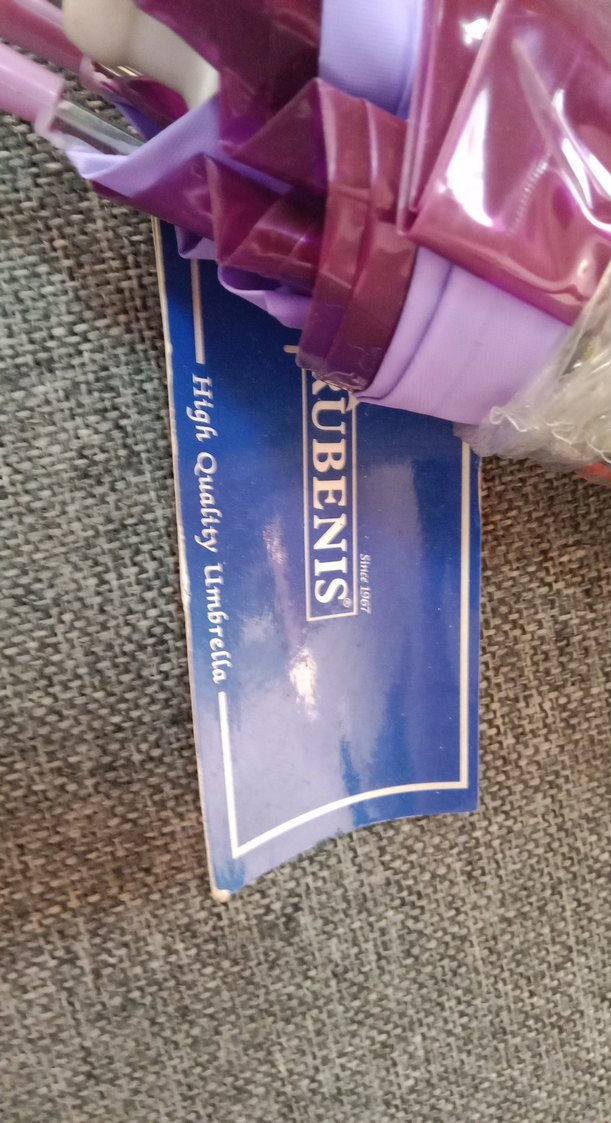 Since 1967
RUBENIS®
High Quality Umbrella